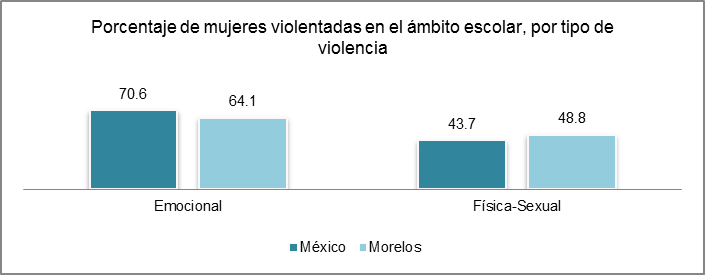 Porcentaje de mujeres violentadas en el ámbito escolar, por tipo de
violencia
70.6
64.1
43.7
48.8
Emocional
Física-Sexual
México
Morelos